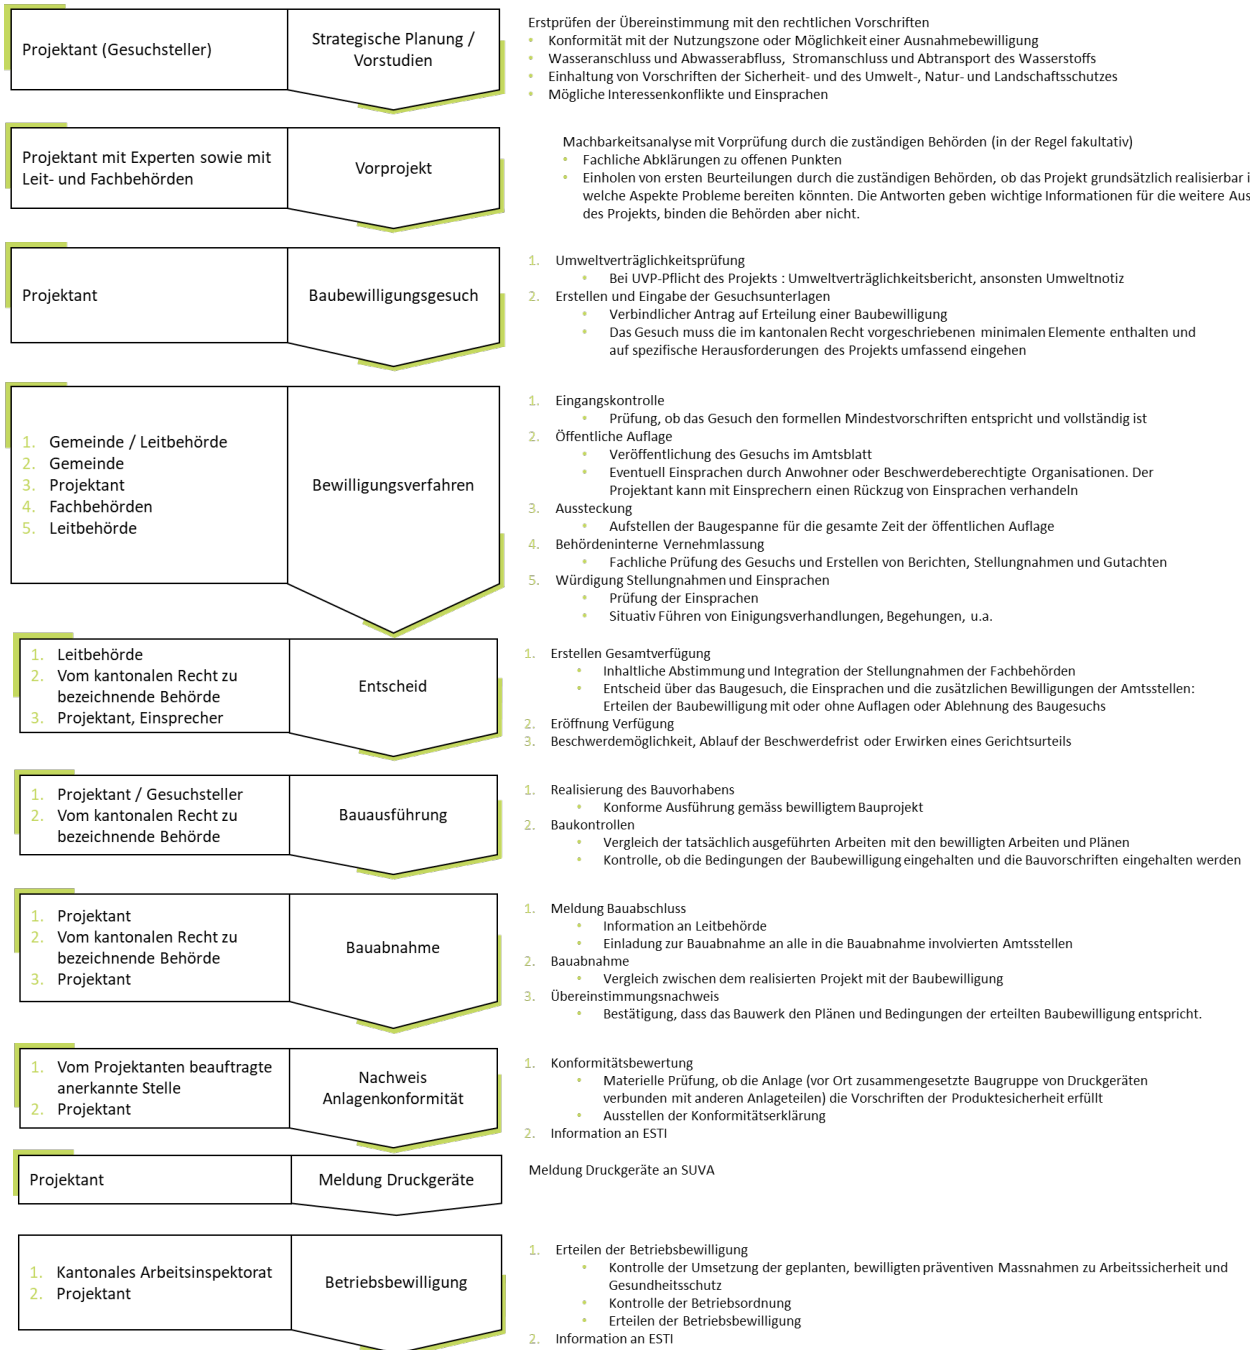 Projektant (Gesuchsteller)
Strategische Planung /
Vorstudien
Erstprüfen der Übereinstimmung mit den rechtlichen Vorschriften
• Konformität mit der Nutzungszone oder Möglichkeit einer Ausnahmebewilligung
• Wasseranschluss und Abwasserabfluss, Stromanschluss und Abtransport des Wasserstoffs
• Einhaltung von Vorschriften der Sicherheit- und des Umwelt-, Natur- und Landschaftsschutzes
• Mögliche Interessenkonflikte und Einsprachen
Projektant mit Experten sowie mit
Leit- und Fachbehörden
Vorprojekt
Machbarkeitsanalyse mit Vorprüfung durch die zuständigen Behörden (in der Regel fakultativ)
• Fachliche Abklärungen zu offenen Punkten
• Einholen von ersten Beurteilungen durch die zuständigen Behörden, ob das Projekt grundsätzlich realisierbar i
welche Aspekte Probleme bereiten könnten. Die Antworten geben wichtige Informationen für die weitere Aus
des Projekts, binden die Behörden aber nicht.
Projektant
Baubewilligungsgesuch
1. Umweltverträglichkeitsprüfung
• Bei UVP-Pflicht des Projekts : Umweltverträglichkeitsbericht, ansonsten Umweltnotiz
2. Erstellen und Eingabe der Gesuchsunterlagen
• Verbindlicher Antrag auf Erteilung einer Baubewilligung
• Das Gesuch muss die im kantonalen Recht vorgeschriebenen minimalen Elemente enthalten und
auf spezifische Herausforderungen des Projekts umfassend eingehen
1. Gemeinde / Leitbehörde
2. Gemeinde
3. Projektant
4. Fachbehörden
5. Leitbehörde
Bewilligungsverfahren
1. Eingangskontrolle
• Prüfung, ob das Gesuch den formellen Mindestvorschriften entspricht und vollständig ist
2. Öffentliche Auflage
• Veröffentlichung des Gesuchs im Amtsblatt
• Eventuell Einsprachen durch Anwohner oder Beschwerdeberechtigte Organisationen. Der
Projektant kann mit Einsprechern einen Rückzug von Einsprachen verhandeln
3. Aussteckung
• Aufstellen der Baugespanne für die gesamte Zeit der öffentlichen Auflage
4. Behördeninterne Vernehmlassung
• Fachliche Prüfung des Gesuchs und Erstellen von Berichten, Stellungnahmen und Gutachten
5. Würdigung Stellungnahmen und Einsprachen
• Prüfung der Einsprachen
• Situativ Führen von Einigungsverhandlungen, Begehungen, u.a.
1. Leitbehörde
2. Vom kantonalen Recht zu
bezeichnende Behörde
3. Projektant, Einsprecher
Entscheid
1. Erstellen Gesamtverfügung
• Inhaltliche Abstimmung und Integration der Stellungnahmen der Fachbehörden
• Entscheid über das Baugesuch, die Einsprachen und die zusätzlichen Bewilligungen der Amtsstellen:
Erteilen der Baubewilligung mit oder ohne Auflagen oder Ablehnung des Baugesuchs
2. Eröffnung Verfügung
3. Beschwerdemöglichkeit, Ablauf der Beschwerdefrist oder Erwirken eines Gerichtsurteils
1. Projektant / Gesuchsteller
2. Vom kantonalen Recht zu
bezeichnende Behörde
Bauausführung
1. Realisierung des Bauvorhabens
• Konforme Ausführung gemäss bewilligtem Bauprojekt
2. Baukontrollen
• Vergleich der tatsächlich ausgeführten Arbeiten mit den bewilligten Arbeiten und Plänen
• Kontrolle, ob die Bedingungen der Baubewilligung eingehalten und die Bauvorschriften eingehalten werden
1. Projektant
2. Vom kantonalen Recht zu
bezeichnende Behörde
3. Projektant
Bauabnahme
1. Meldung Bauabschluss
• Information an Leitbehörde
• Einladung zur Bauabnahme an alle in die Bauabnahme involvierten Amtsstellen
2. Bauabnahme
• Vergleich zwischen dem realisierten Projekt mit der Baubewilligung
3. Übereinstimmungsnachweis
• Bestätigung, dass das Bauwerk den Plänen und Bedingungen der erteilten Baubewilligung entspricht.
1. Vom Projektanten beauftragte
anerkannte Stelle
2. Projektant
Nachweis
Anlagenkonformität
1. Konformitätsbewertung
• Materielle Prüfung, ob die Anlage (vor Ort zusammengesetzte Baugruppe von Druckgeräten
verbunden mit anderen Anlageteilen) die Vorschriften der Produktesicherheit erfüllt
• Ausstellen der Konformitätserklärung
2. Information an ESTI
Projektant
Meldung Druckgeräte
Meldung Druckgeräte an SUVA
1. Kantonales Arbeitsinspektorat
2. Projektant
Betriebsbewilligung
1. Erteilen der Betriebsbewilligung
• Kontrolle der Umsetzung der geplanten, bewilligten präventiven Massnahmen zu Arbeitssicherheit und
Gesundheitsschutz
• Kontrolle der Betriebsordnung
• Erteilen der Betriebsbewilligung
2. Information an ESTI